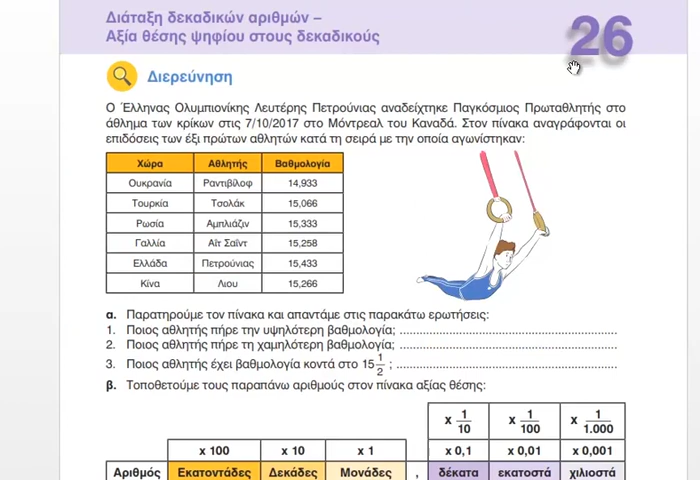 Διάταξη δεκαδικών αριθμών –
Αξία θέσης ψηφίου στους δεκαδικούς
26
Διερεύνηση
Ο Έλληνας Ολυμπιονίκης Λευτέρης Πετρούνιας αναδείχτηκε Παγκόσμιος Πρωταθλητής στο
άθλημα των κρίκων στις 7/10/2017 στο Μόντρεαλ του Καναδά. Στον πίνακα αναγράφονται οι
επιδόσεις των έξι πρώτων αθλητών κατά τη σειρά με την οποία αγωνίστηκαν:
Χώρα Αθλητής Βαθμολογία
Ουκρανία Ραντιβίλοφ 14,933
Τουρκία Τσολάκ 15,066
Ρωσία Αμπλιάζιν 15,333
Γαλλία Αΐτ Σαΐντ 15,258
Ελλάδα Πετρούνιας 15,433
Κίνα Λιου 15,266
α. Παρατηρούμε τον πίνακα και απαντάμε στις παρακάτω ερωτήσεις:
1. Ποιος αθλητής πήρε την υψηλότερη βαθμολογία; ..........................................................
2. Ποιος αθλητής πήρε τη χαμηλότερη βαθμολογία; ..........................................................
3. Ποιος αθλητής έχει βαθμολογία κοντά στο 15 1/2 ; ..........................................................
β. Τοποθετούμε τους παραπάνω αριθμούς στον πίνακα αξίας θέσης:
x 1/10 x 1/100 x 1/1.000
x 100 x 10 x 1 x 0,1 x 0,01 x 0,001
Αριθμός Εκατοντάδες Δεκάδες Μονάδες , δέκατα εκατοστά χιλιοστά